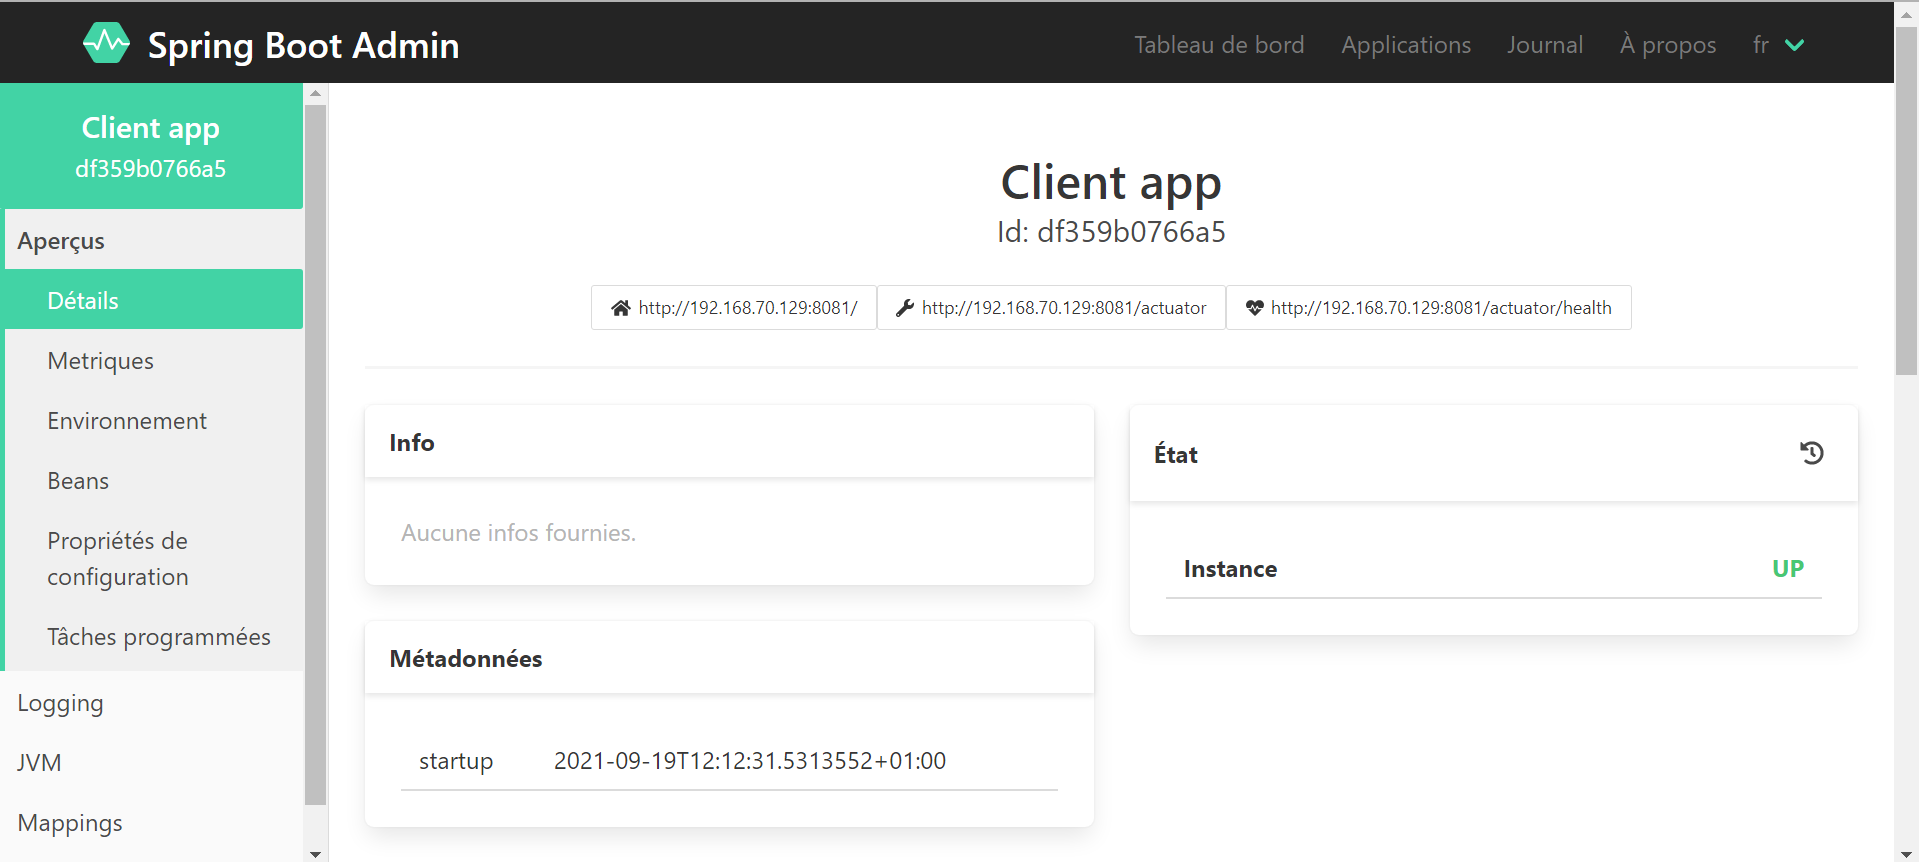 Spring Boot Admin
Tableau de bord
Applications
Journal
À propos
fr
Client app
df359b0766a5
Aperçus
Détails
Metriques
Environnement
Beans
Propriétés de
configuration
Tâches programmées
Logging
JVM
Mappings
Client app
Id: df359b0766a5
http://192.168.70.129:8081/
http://192.168.70.129:8081/actuator
http://192.168.70.129:8081/actuator/health
Info
Aucune infos fournies.
Métadonnées
startup 2021-09-19T12:12:31.5313552+01:00
État
Instance UP